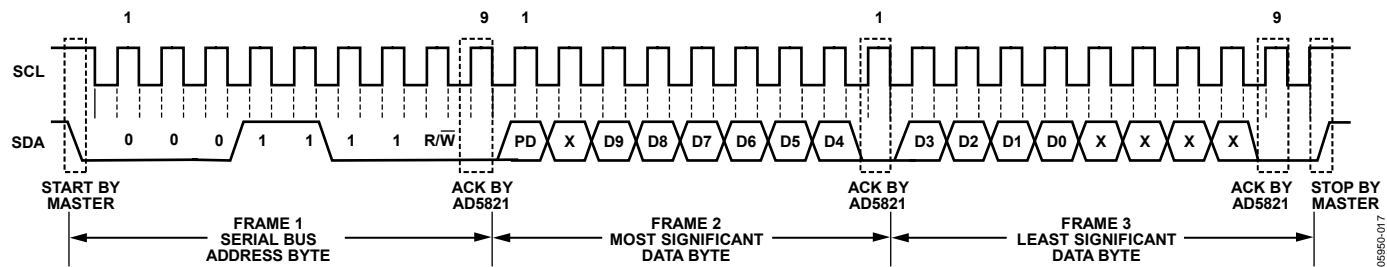 1 9 1 1 9
SCL
SDA 0 0 0 1 1 1 1 R/W̅ PD X D9 D8 D7 D6 D5 D4 D3 D2 D1 D0 X X X X
START BY
MASTER
ACK BY
AD5821
ACK BY
AD5821
ACK BY
AD5821
STOP BY
MASTER
FRAME 1
SERIAL BUS
ADDRESS BYTE
FRAME 2
MOST SIGNIFICANT
DATA BYTE
FRAME 3
LEAST SIGNIFICANT
DATA BYTE
05950-017